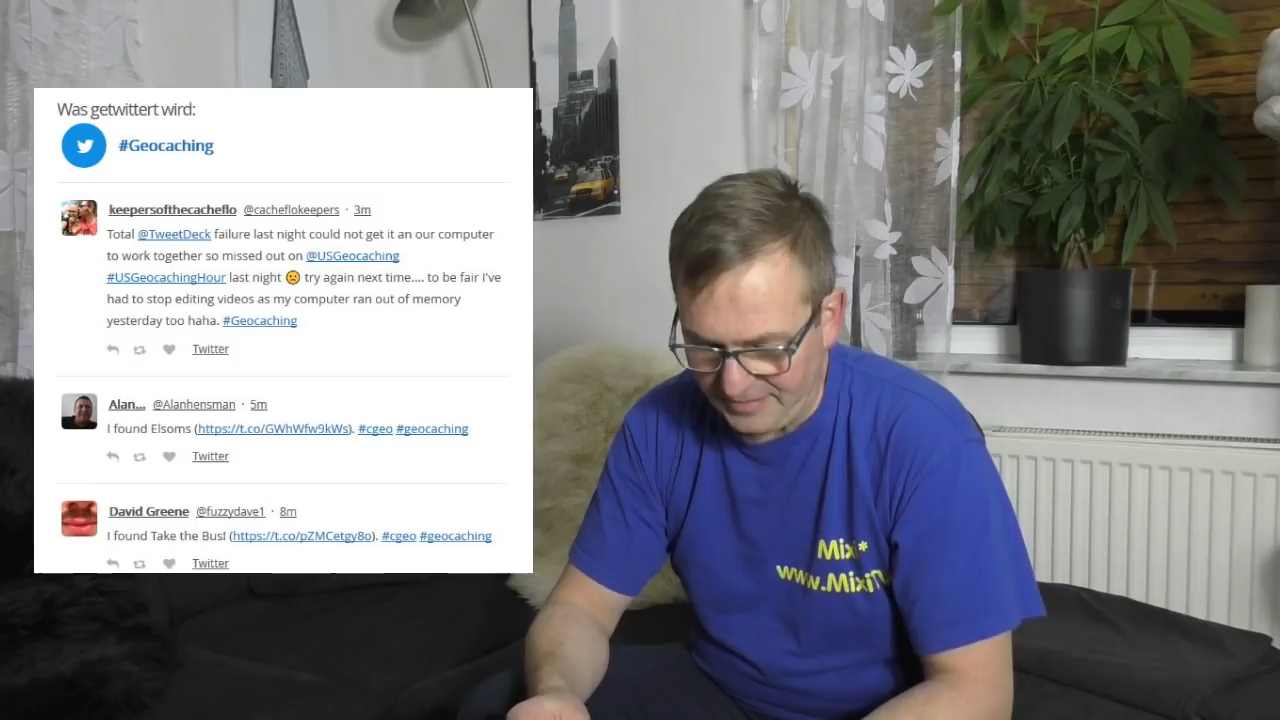 Was getwittert wird:
#Geocaching
keepersofthecacheflo @cacheflokeepers · 3m
Total @TweetDeck failure last night could not get it an our computer
to work together so missed out on @USGeocaching
#USGeocachingHour last night ☹ try again next time.... to be fair I've
had to stop editing videos as my computer ran out of memory
yesterday too haha. #Geocaching
Twitter
Alan... @Alanhensman · 5m
I found Elsoms (https://t.co/GWhWfw9kWs). #cgeo #geocaching
Twitter
David Greene @fuzzydave1 · 8m
I found Take the Bus! (https://t.co/pZMCetgy8o). #cgeo #geocaching
Twitter
Mixi*
www.MixiTV